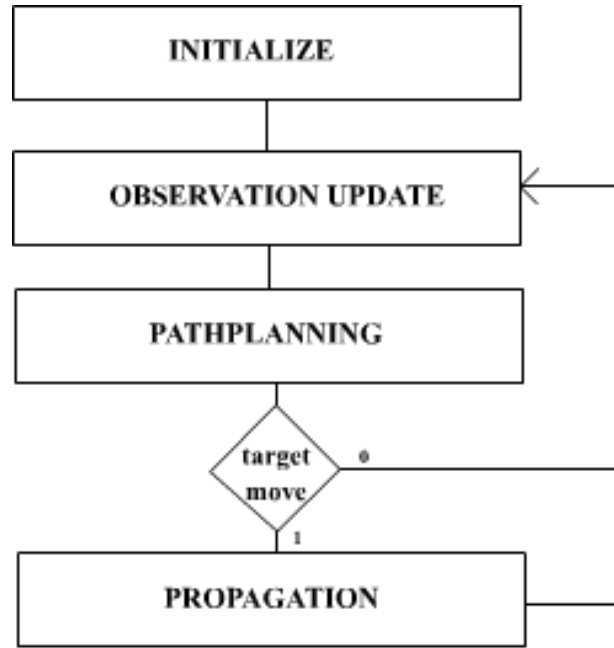 INITIALIZE
OBSERVATION UPDATE
PATHPLANNING
target
move
0
1
PROPAGATION